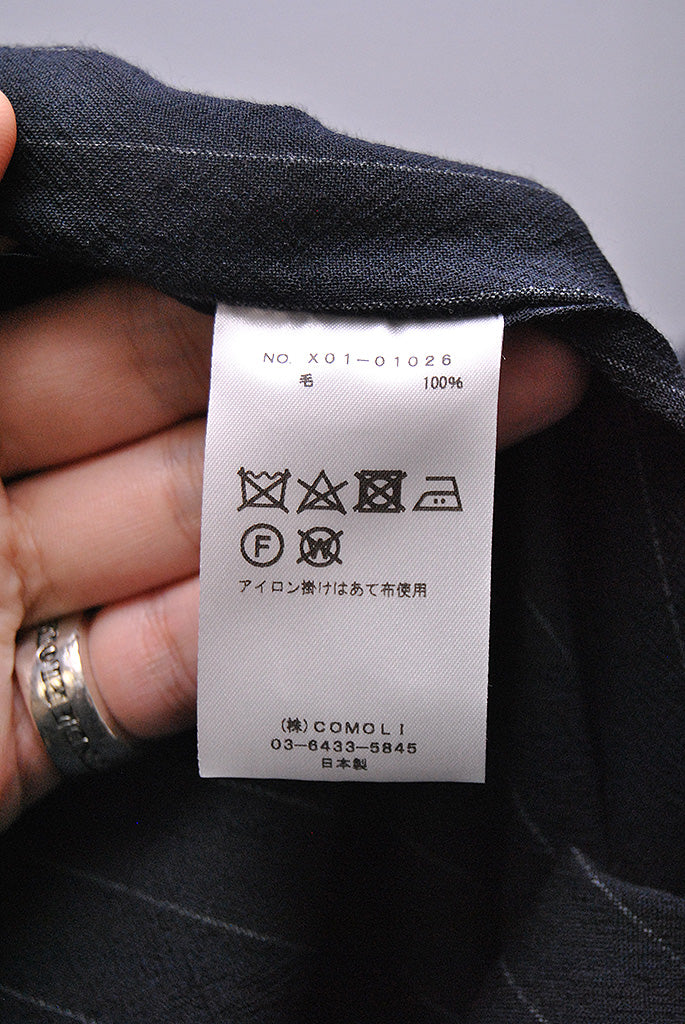 NO. X01-01026
毛 100%
F W
アイロン掛けはあて布使用
(株)COMOLI
03-6433-5845
日本製